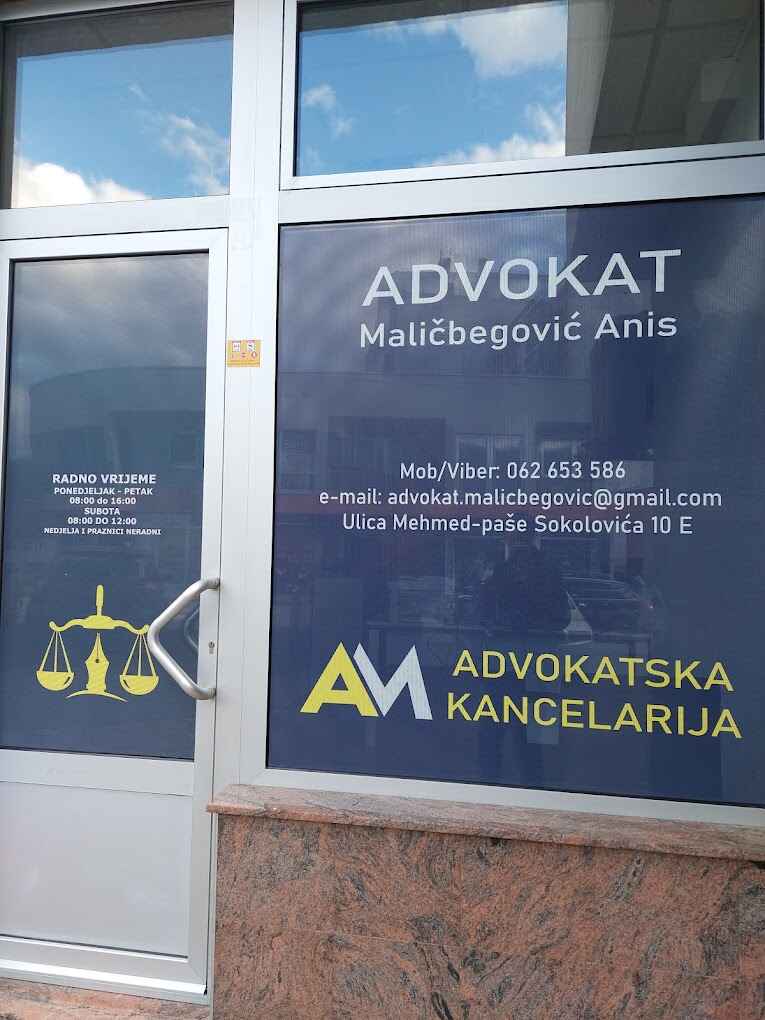 ADVOKAT
Maličbegović Anis
Mob/Viber: 062 653 586
e-mail: advokat.malicbegovic@gmail.com
Ulica Mehmed-paše Sokolovića 10 E
AM ADVOKATSKA
KANCELARIJA
RADNO VRIJEME
PONEDJELJAK - PETAK
08:00 do 16:00
SUBOTA
08:00 DO 12:00
NEDJELJA I PRAZNICI NERADNI